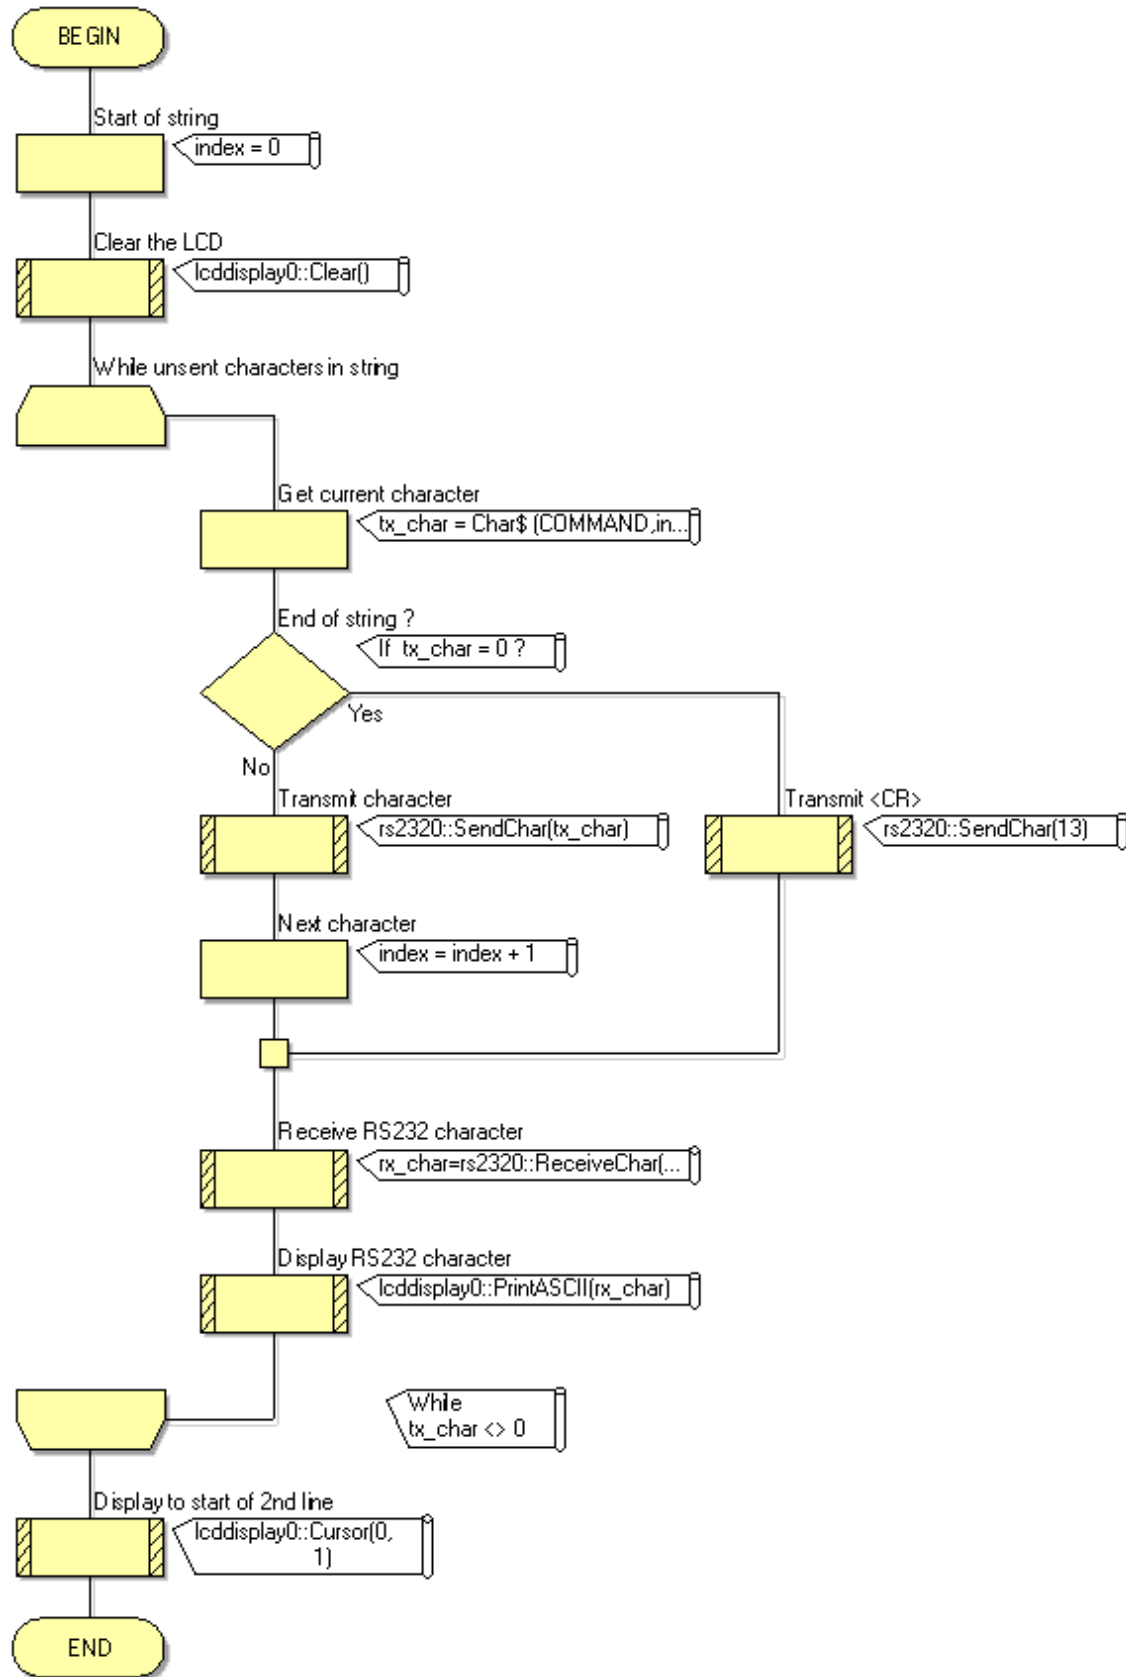 BEGIN
Start of string
index = 0
Clear the LCD
lcddisplay0::Clear()
While unsent characters in string
Get current character
tx_char = Char$ (COMMAND,in...
End of string ?
If tx_char = 0 ?
Yes
No
Transmit character
rs2320::SendChar(tx_char)
Transmit <CR>
rs2320::SendChar(13)
Next character
index = index + 1
Receive RS232 character
rx_char=rs2320::ReceiveChar(...
Display RS232 character
lcddisplay0::PrintASCII(rx_char)
While
tx_char <> 0
Display to start of 2nd line
lcddisplay0::Cursor(0,
1)
END